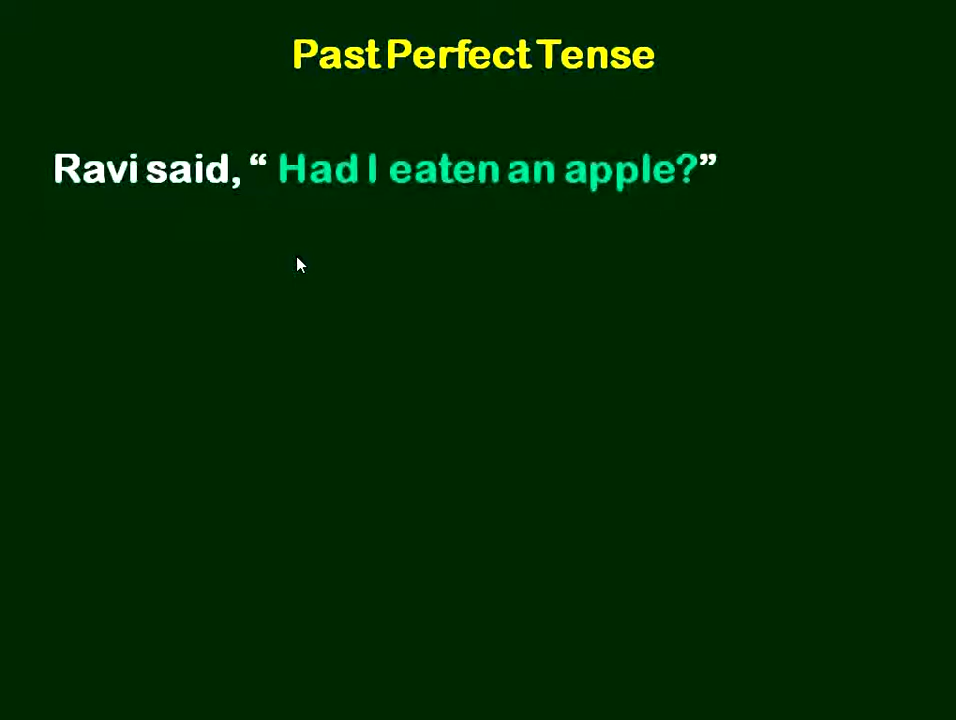 Past Perfect Tense
Ravi said, “ Had I eaten an apple?”